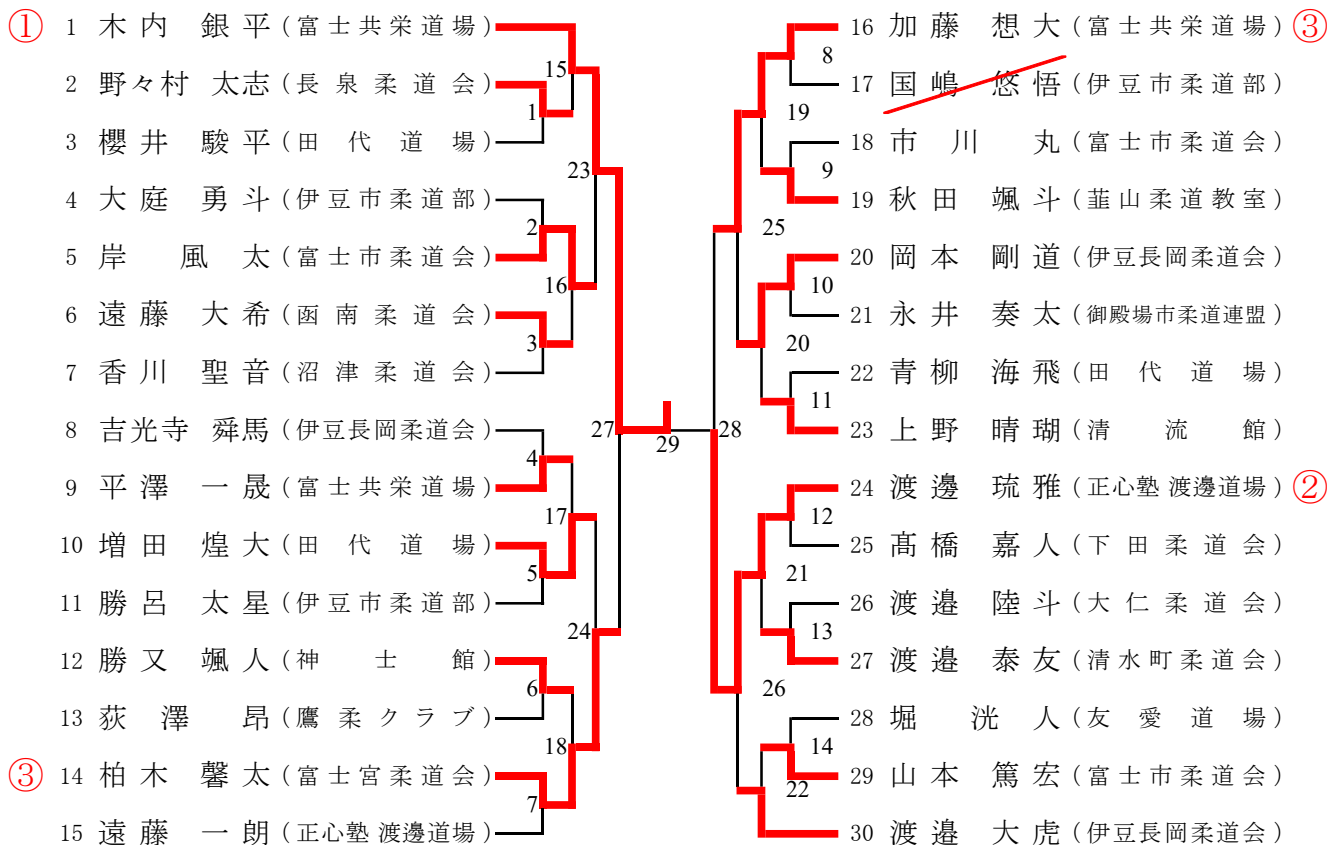 ① 1 木内 銀平 (富士共栄道場)
2 野々村 太志 (長泉柔道会)
3 櫻井 駿平 (田代道場)
4 大庭 勇斗 (伊豆市柔道部)
5 岸 風太 (富士市柔道会)
6 遠藤 大希 (函南柔道会)
7 香川 聖音 (沼津柔道会)
8 吉光寺 舜馬 (伊豆長岡柔道会)
9 平澤 一晟 (富士共栄道場)
10 増田 煌大 (田代道場)
11 勝呂 太星 (伊豆市柔道部)
12 勝又 颯人 (神士館)
13 荻澤 昂 (鷹柔クラブ)
③ 14 柏木 馨太 (富士宮柔道会)
15 遠藤 一朗 (正心塾 渡邊道場)
15
1
2
16
3
23
4
17
5
6
18
7
24
27
29
28
16 加藤 想大 (富士共栄道場) ③
17 国嶋 悠悟 (伊豆市柔道部)
18 市川 丸 (富士市柔道会)
19 秋田 颯斗 (韮山柔道教室)
20 岡本 剛道 (伊豆長岡柔道会)
21 永井 奏太 (御殿場市柔道連盟)
22 青柳 海飛 (田代道場)
23 上野 晴瑚 (清流館)
24 渡邊 琉雅 (正心塾 渡邊道場) ②
25 髙橋 嘉人 (下田柔道会)
26 渡邉 陸斗 (大仁柔道会)
27 渡邉 泰友 (清水町柔道会)
28 堀 洸人 (友愛道場)
29 山本 篤宏 (富士市柔道会)
30 渡邉 大虎 (伊豆長岡柔道会)
8
19
9
25
10
20
11
12
21
13
26
14
22